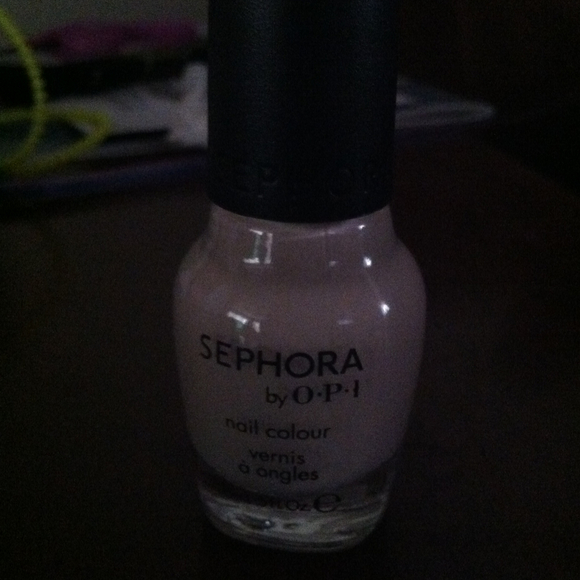 SEPHORA
by O·P·I
nail colour
vernis
à ongles